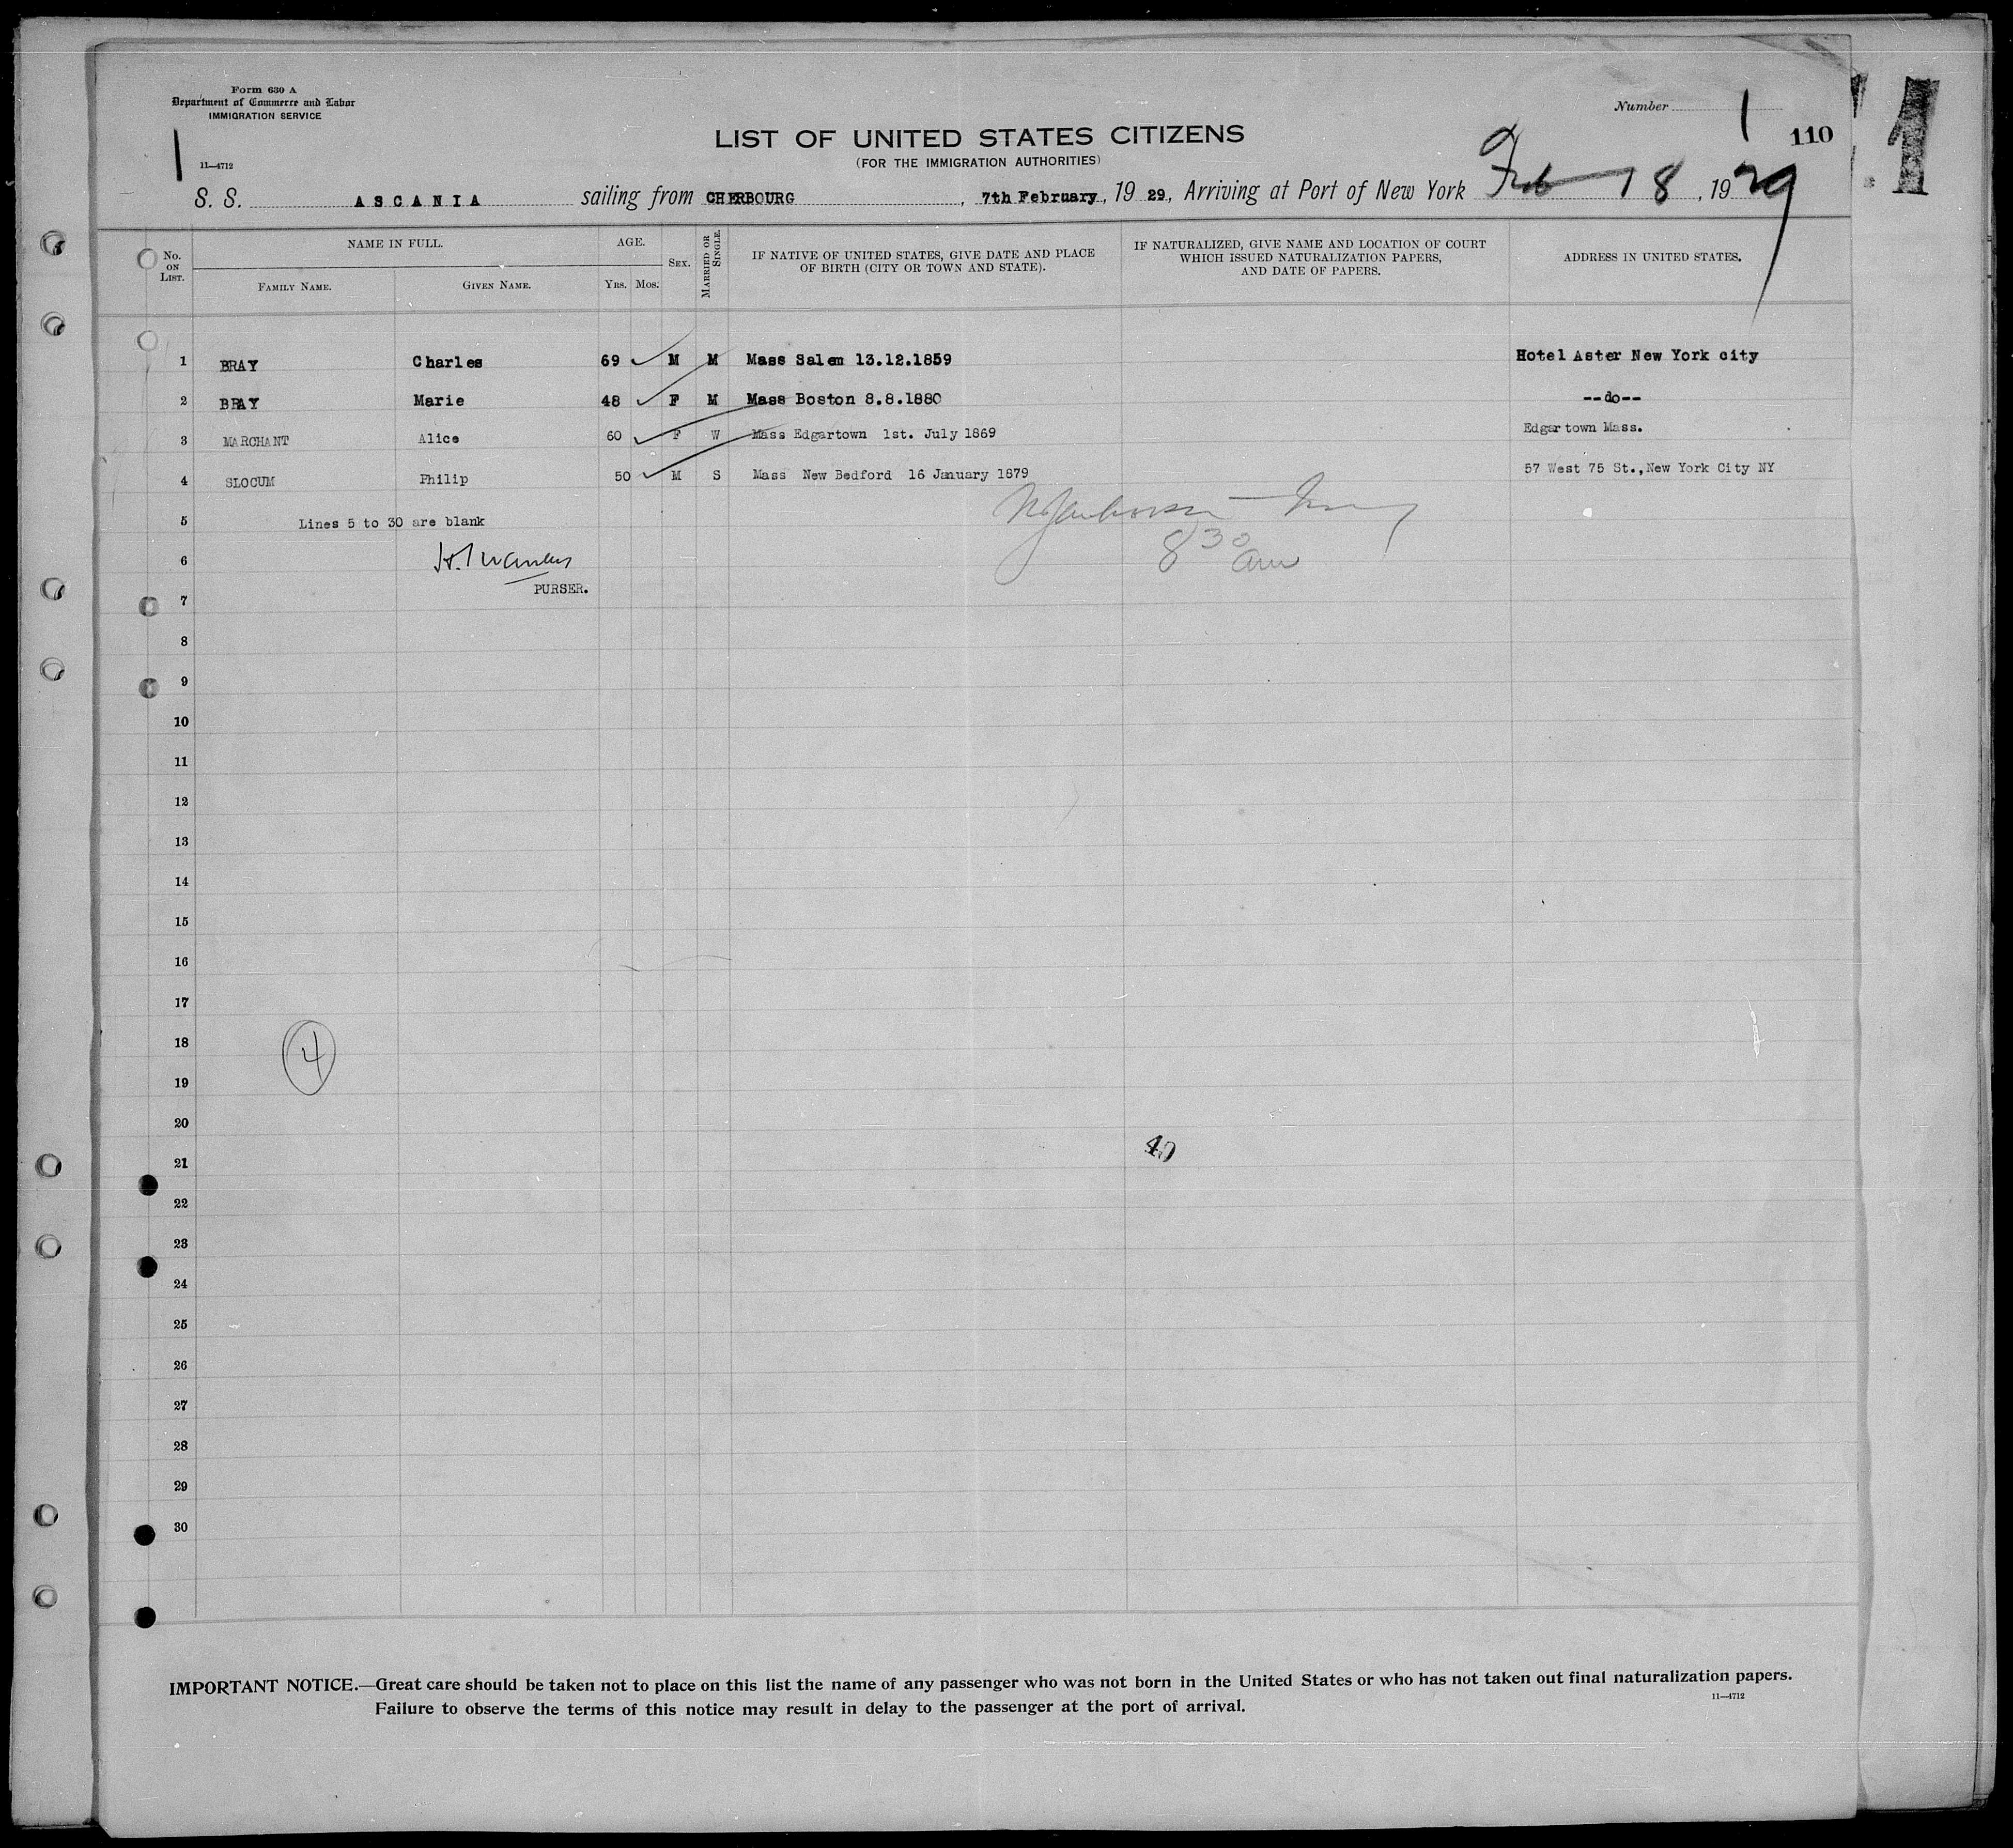 Form 630 A
Department of Commerce and Labor
IMMIGRATION SERVICE
1
11—4712
Number 1
110
1
LIST OF UNITED STATES CITIZENS
(FOR THE IMMIGRATION AUTHORITIES)
S. S. ASCANIA sailing from CHERBOURG, 7th February, 19 29, Arriving at Port of New York Feb 18, 1929
No. ON LIST. NAME IN FULL. FAMILY NAME. GIVEN NAME. AGE. YRS. MOS. SEX. MARRIED OR SINGLE. IF NATIVE OF UNITED STATES, GIVE DATE AND PLACE OF BIRTH (CITY OR TOWN AND STATE). IF NATURALIZED, GIVE NAME AND LOCATION OF COURT WHICH ISSUED NATURALIZATION PAPERS, AND DATE OF PAPERS. ADDRESS IN UNITED STATES.
1 BRAY Charles 69 M M Mass Salem 13.12.1859 Hotel Aster New York city
2 BRAY Marie 48 F M Mass Boston 8.8.1880 --do--
3 MARCHANT Alice 60 F W Mass Edgartown 1st. July 1869 Edgartown Mass.
4 SLOCUM Philip 50 M S Mass New Bedford 16 January 1879 57 West 75 St.,New York City NY
5 Lines 5 to 30 are blank
6 8 30 am
PURSER.
7
8
9
10
11
12
13
14
15
16
17
18 4
19
20
40
21
22
23
24
25
26
27
28
29
30
IMPORTANT NOTICE.—Great care should be taken not to place on this list the name of any passenger who was not born in the United States or who has not taken out final naturalization papers.
Failure to observe the terms of this notice may result in delay to the passenger at the port of arrival.
11—4712